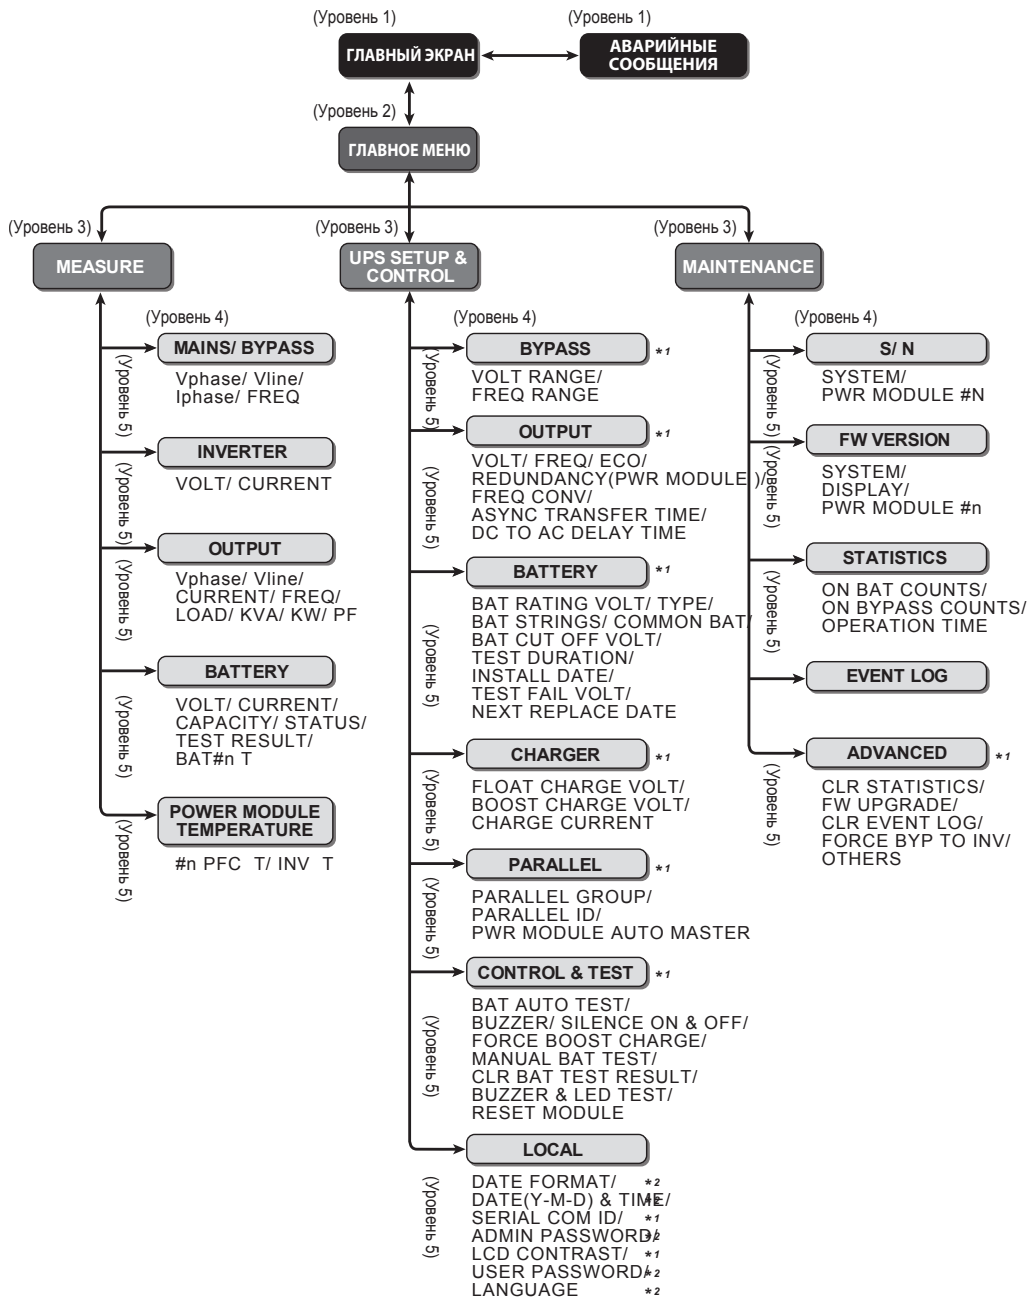 (Уровень 1)
(Уровень 1)
ГЛАВНЫЙ ЭКРАН
АВАРИЙНЫЕ
СООБЩЕНИЯ
(Уровень 2)
ГЛАВНОЕ МЕНЮ
(Уровень 3)
MEASURE
(Уровень 4)
(Уровень 5)
MAINS/ BYPASS
Vphase/ Vline/
Iphase/ FREQ
(Уровень 5)
INVERTER
VOLT/ CURRENT
(Уровень 5)
OUTPUT
Vphase/ Vline/
CURRENT/ FREQ/
LOAD/ KVA/ KW/ PF
(Уровень 5)
BATTERY
VOLT/ CURRENT/
CAPACITY/ STATUS/
TEST RESULT/
BAT#n T
(Уровень 5)
POWER MODULE
TEMPERATURE
#n PFC T/ INV T
(Уровень 3)
UPS SETUP &
CONTROL
(Уровень 4)
(Уровень 5)
BYPASS *1
VOLT RANGE/
FREQ RANGE
(Уровень 5)
OUTPUT *1
VOLT/ FREQ/ ECO/
REDUNDANCY(PWR MODULE )/
FREQ CONV/
ASYNC TRANSFER TIME/
DC TO AC DELAY TIME
(Уровень 5)
BATTERY *1
BAT RATING VOLT/ TYPE/
BAT STRINGS/ COMMON BAT/
BAT CUT OFF VOLT/
TEST DURATION/
INSTALL DATE/
TEST FAIL VOLT/
NEXT REPLACE DATE
(Уровень 5)
CHARGER *1
FLOAT CHARGE VOLT/
BOOST CHARGE VOLT/
CHARGE CURRENT
(Уровень 5)
PARALLEL *1
PARALLEL GROUP/
PARALLEL ID/
PWR MODULE AUTO MASTER
(Уровень 5)
CONTROL & TEST *1
BAT AUTO TEST/
BUZZER/ SILENCE ON & OFF/
FORCE BOOST CHARGE/
MANUAL BAT TEST/
CLR BAT TEST RESULT/
BUZZER & LED TEST/
RESET MODULE
(Уровень 5)
LOCAL
DATE FORMAT/ *2
DATE(Y-M-D) & TIME/ *2
SERIAL COM ID/ *1
ADMIN PASSWORD/ *2
LCD CONTRAST/ *1
USER PASSWORD/ *2
LANGUAGE *2
(Уровень 3)
MAINTENANCE
(Уровень 4)
(Уровень 5)
S/ N
SYSTEM/
PWR MODULE #N
(Уровень 5)
FW VERSION
SYSTEM/
DISPLAY/
PWR MODULE #n
(Уровень 5)
STATISTICS
ON BAT COUNTS/
ON BYPASS COUNTS/
OPERATION TIME
EVENT LOG
(Уровень 5)
ADVANCED *1
CLR STATISTICS/
FW UPGRADE/
CLR EVENT LOG/
FORCE BYP TO INV/
OTHERS